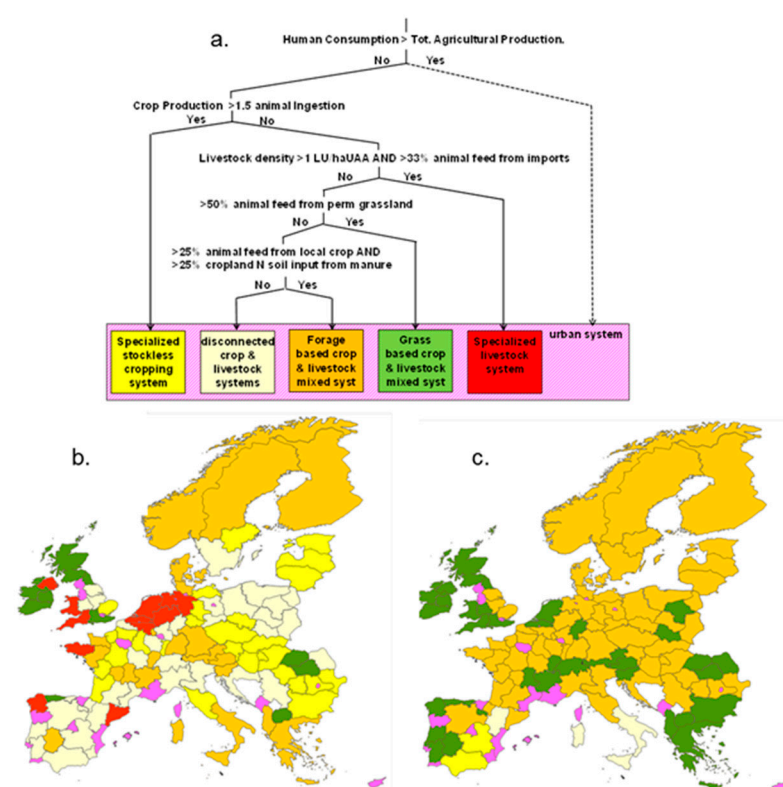 a.
Human Consumption > Tot. Agricultural Production.
No Yes
Crop Production >1.5 animal Ingestion
Yes No
Livestock density >1 LU/haUAA AND >33% animal feed from imports
No Yes
>50% animal feed from perm grassland
No Yes
>25% animal feed from local crop AND
>25% cropland N soil input from manure
No Yes
Specialized
stockless
cropping
system
disconnected
crop &
livestock
systems
Forage
based crop
& livestock
mixed syst
Grass
based crop
& livestock
mixed syst
Specialized
livestock
system
urban system
b.
c.